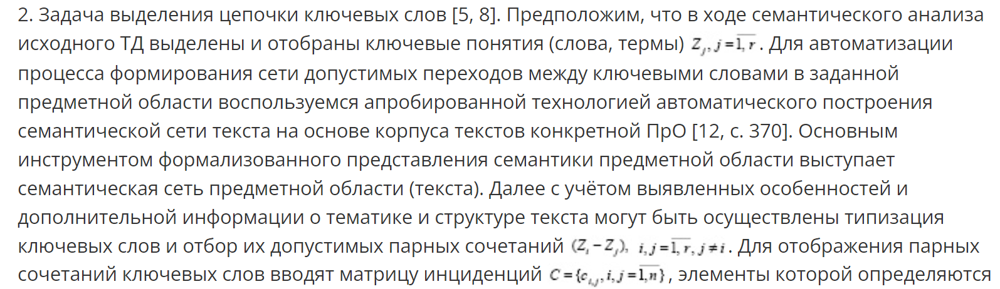 2. Задача выделения цепочки ключевых слов [5, 8]. Предположим, что в ходе семантического анализа
исходного ТД выделены и отобраны ключевые понятия (слова, термы) Z_j, j = \overline{1, r}. Для автоматизации
процесса формирования сети допустимых переходов между ключевыми словами в заданной
предметной области воспользуемся апробированной технологией автоматического построения
семантической сети текста на основе корпуса текстов конкретной ПрО [12, с. 370]. Основным
инструментом формализованного представления семантики предметной области выступает
семантическая сеть предметной области (текста). Далее с учётом выявленных особенностей и
дополнительной информации о тематике и структуре текста могут быть осуществлены типизация
ключевых слов и отбор их допустимых парных сочетаний (Z_i − Z_j), i, j = \overline{1, r}, j ≠ i. Для отображения парных
сочетаний ключевых слов вводят матрицу инциденций C = {c_{i,j}, i, j = \overline{1, n}}, элементы которой определяются